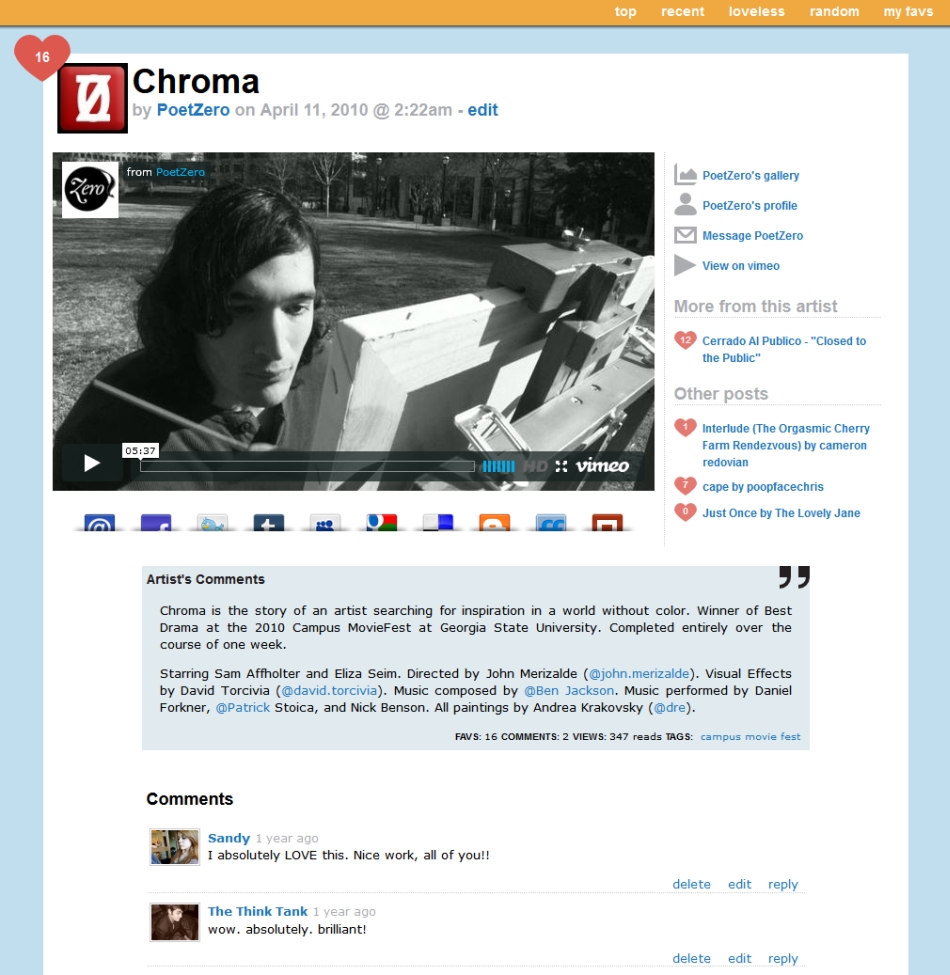 top recent loveless random my favs
16
Chroma
by PoetZero on April 11, 2010 @ 2:22am - edit
Zero
from PoetZero
05:37
HD vimeo
PoetZero's gallery
PoetZero's profile
Message PoetZero
View on vimeo
More from this artist
12 Cerrado Al Publico - "Closed to
the Public"
Other posts
1 Interlude (The Orgasmic Cherry
Farm Rendezvous) by cameron
redovian
7 cape by poopfacechris
0 Just Once by The Lovely Jane
Artist's Comments
Chroma is the story of an artist searching for inspiration in a world without color. Winner of Best
Drama at the 2010 Campus MovieFest at Georgia State University. Completed entirely over the
course of one week.
Starring Sam Affholter and Eliza Seim. Directed by John Merizalde (@john.merizalde). Visual Effects
by David Torcivia (@david.torcivia). Music composed by @Ben Jackson. Music performed by Daniel
Forkner, @Patrick Stoica, and Nick Benson. All paintings by Andrea Krakovsky (@dre).
FAVS: 16 COMMENTS: 2 VIEWS: 347 reads TAGS: campus movie fest
Comments
Sandy 1 year ago
I absolutely LOVE this. Nice work, all of you!!
delete edit reply
The Think Tank 1 year ago
wow. absolutely. brilliant!
delete edit reply